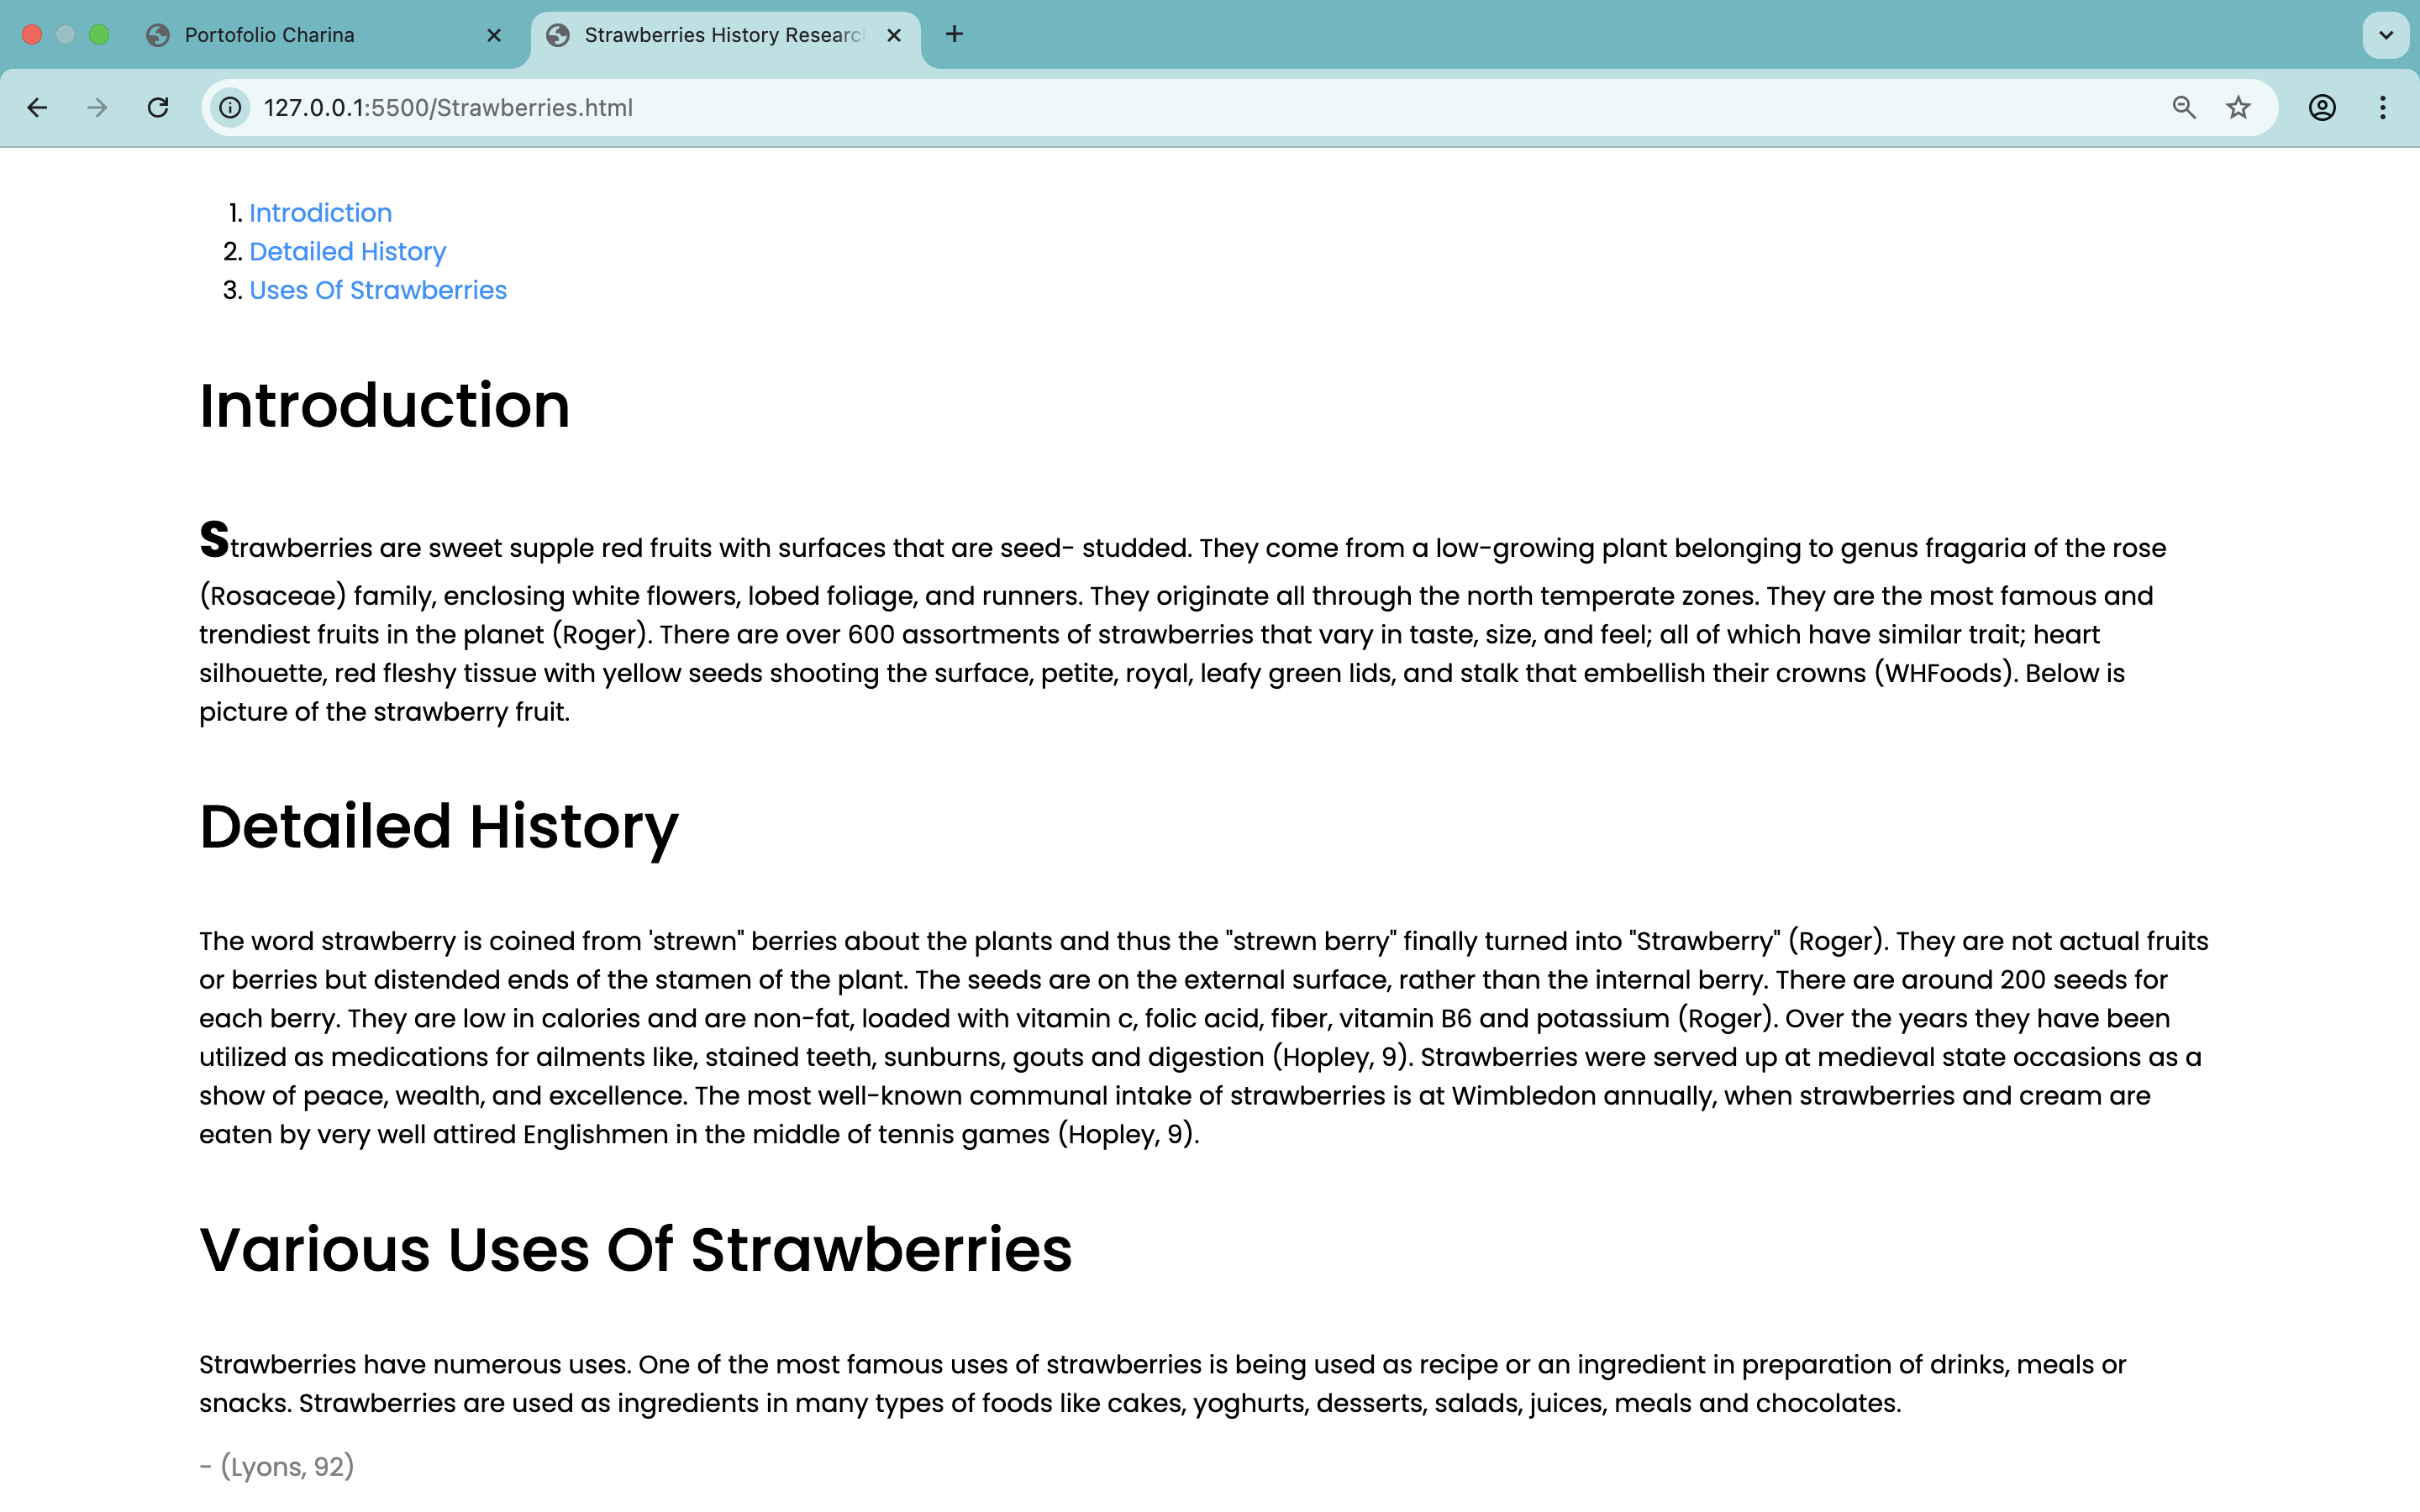 Portofolio Charina
Strawberries History Researc
127.0.0.1:5500/Strawberries.html
1. Introdiction
2. Detailed History
3. Uses Of Strawberries
Introduction
Strawberries are sweet supple red fruits with surfaces that are seed- studded. They come from a low-growing plant belonging to genus fragaria of the rose
(Rosaceae) family, enclosing white flowers, lobed foliage, and runners. They originate all through the north temperate zones. They are the most famous and
trendiest fruits in the planet (Roger). There are over 600 assortments of strawberries that vary in taste, size, and feel; all of which have similar trait; heart
silhouette, red fleshy tissue with yellow seeds shooting the surface, petite, royal, leafy green lids, and stalk that embellish their crowns (WHFoods). Below is
picture of the strawberry fruit.
Detailed History
The word strawberry is coined from 'strewn" berries about the plants and thus the "strewn berry" finally turned into "Strawberry" (Roger). They are not actual fruits
or berries but distended ends of the stamen of the plant. The seeds are on the external surface, rather than the internal berry. There are around 200 seeds for
each berry. They are low in calories and are non-fat, loaded with vitamin c, folic acid, fiber, vitamin B6 and potassium (Roger). Over the years they have been
utilized as medications for ailments like, stained teeth, sunburns, gouts and digestion (Hopley, 9). Strawberries were served up at medieval state occasions as a
show of peace, wealth, and excellence. The most well-known communal intake of strawberries is at Wimbledon annually, when strawberries and cream are
eaten by very well attired Englishmen in the middle of tennis games (Hopley, 9).
Various Uses Of Strawberries
Strawberries have numerous uses. One of the most famous uses of strawberries is being used as recipe or an ingredient in preparation of drinks, meals or
snacks. Strawberries are used as ingredients in many types of foods like cakes, yoghurts, desserts, salads, juices, meals and chocolates.
- (Lyons, 92)